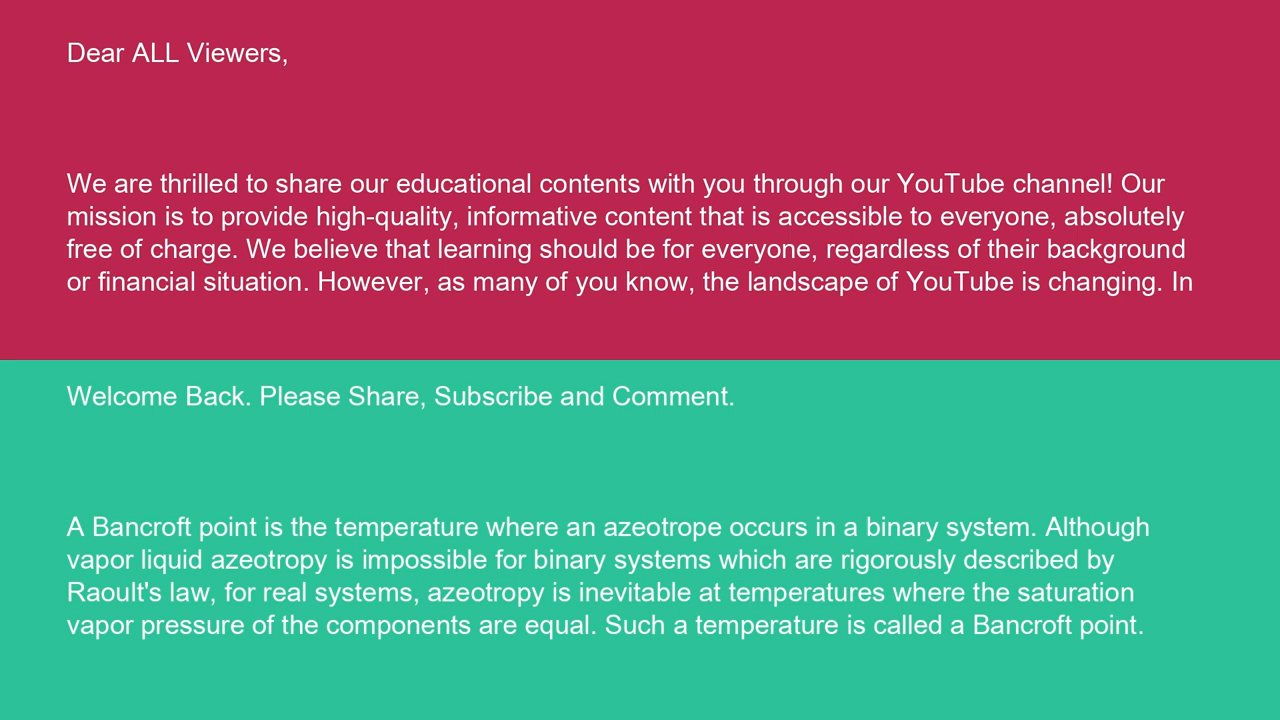 Dear ALL Viewers,
We are thrilled to share our educational contents with you through our YouTube channel! Our
mission is to provide high-quality, informative content that is accessible to everyone, absolutely
free of charge. We believe that learning should be for everyone, regardless of their background
or financial situation. However, as many of you know, the landscape of YouTube is changing. In
Welcome Back. Please Share, Subscribe and Comment.
A Bancroft point is the temperature where an azeotrope occurs in a binary system. Although
vapor liquid azeotropy is impossible for binary systems which are rigorously described by
Raoult's law, for real systems, azeotropy is inevitable at temperatures where the saturation
vapor pressure of the components are equal. Such a temperature is called a Bancroft point.